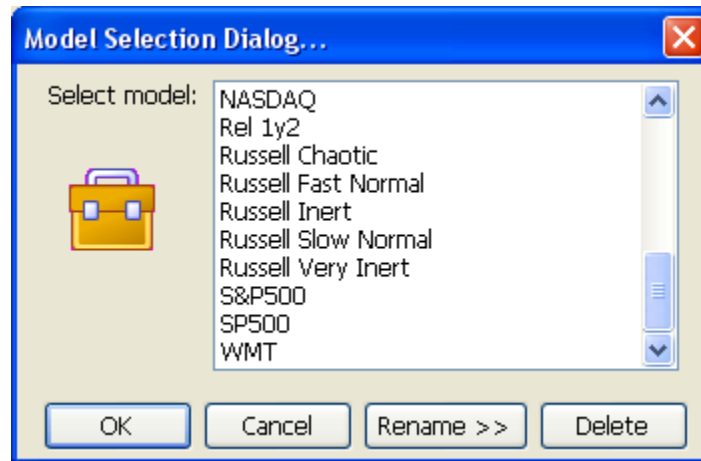 Model Selection Dialog...
Select model:
NASDAQ
Rel 1y2
Russell Chaotic
Russell Fast Normal
Russell Inert
Russell Slow Normal
Russell Very Inert
S&P500
SP500
WMT
OK Cancel Rename >> Delete